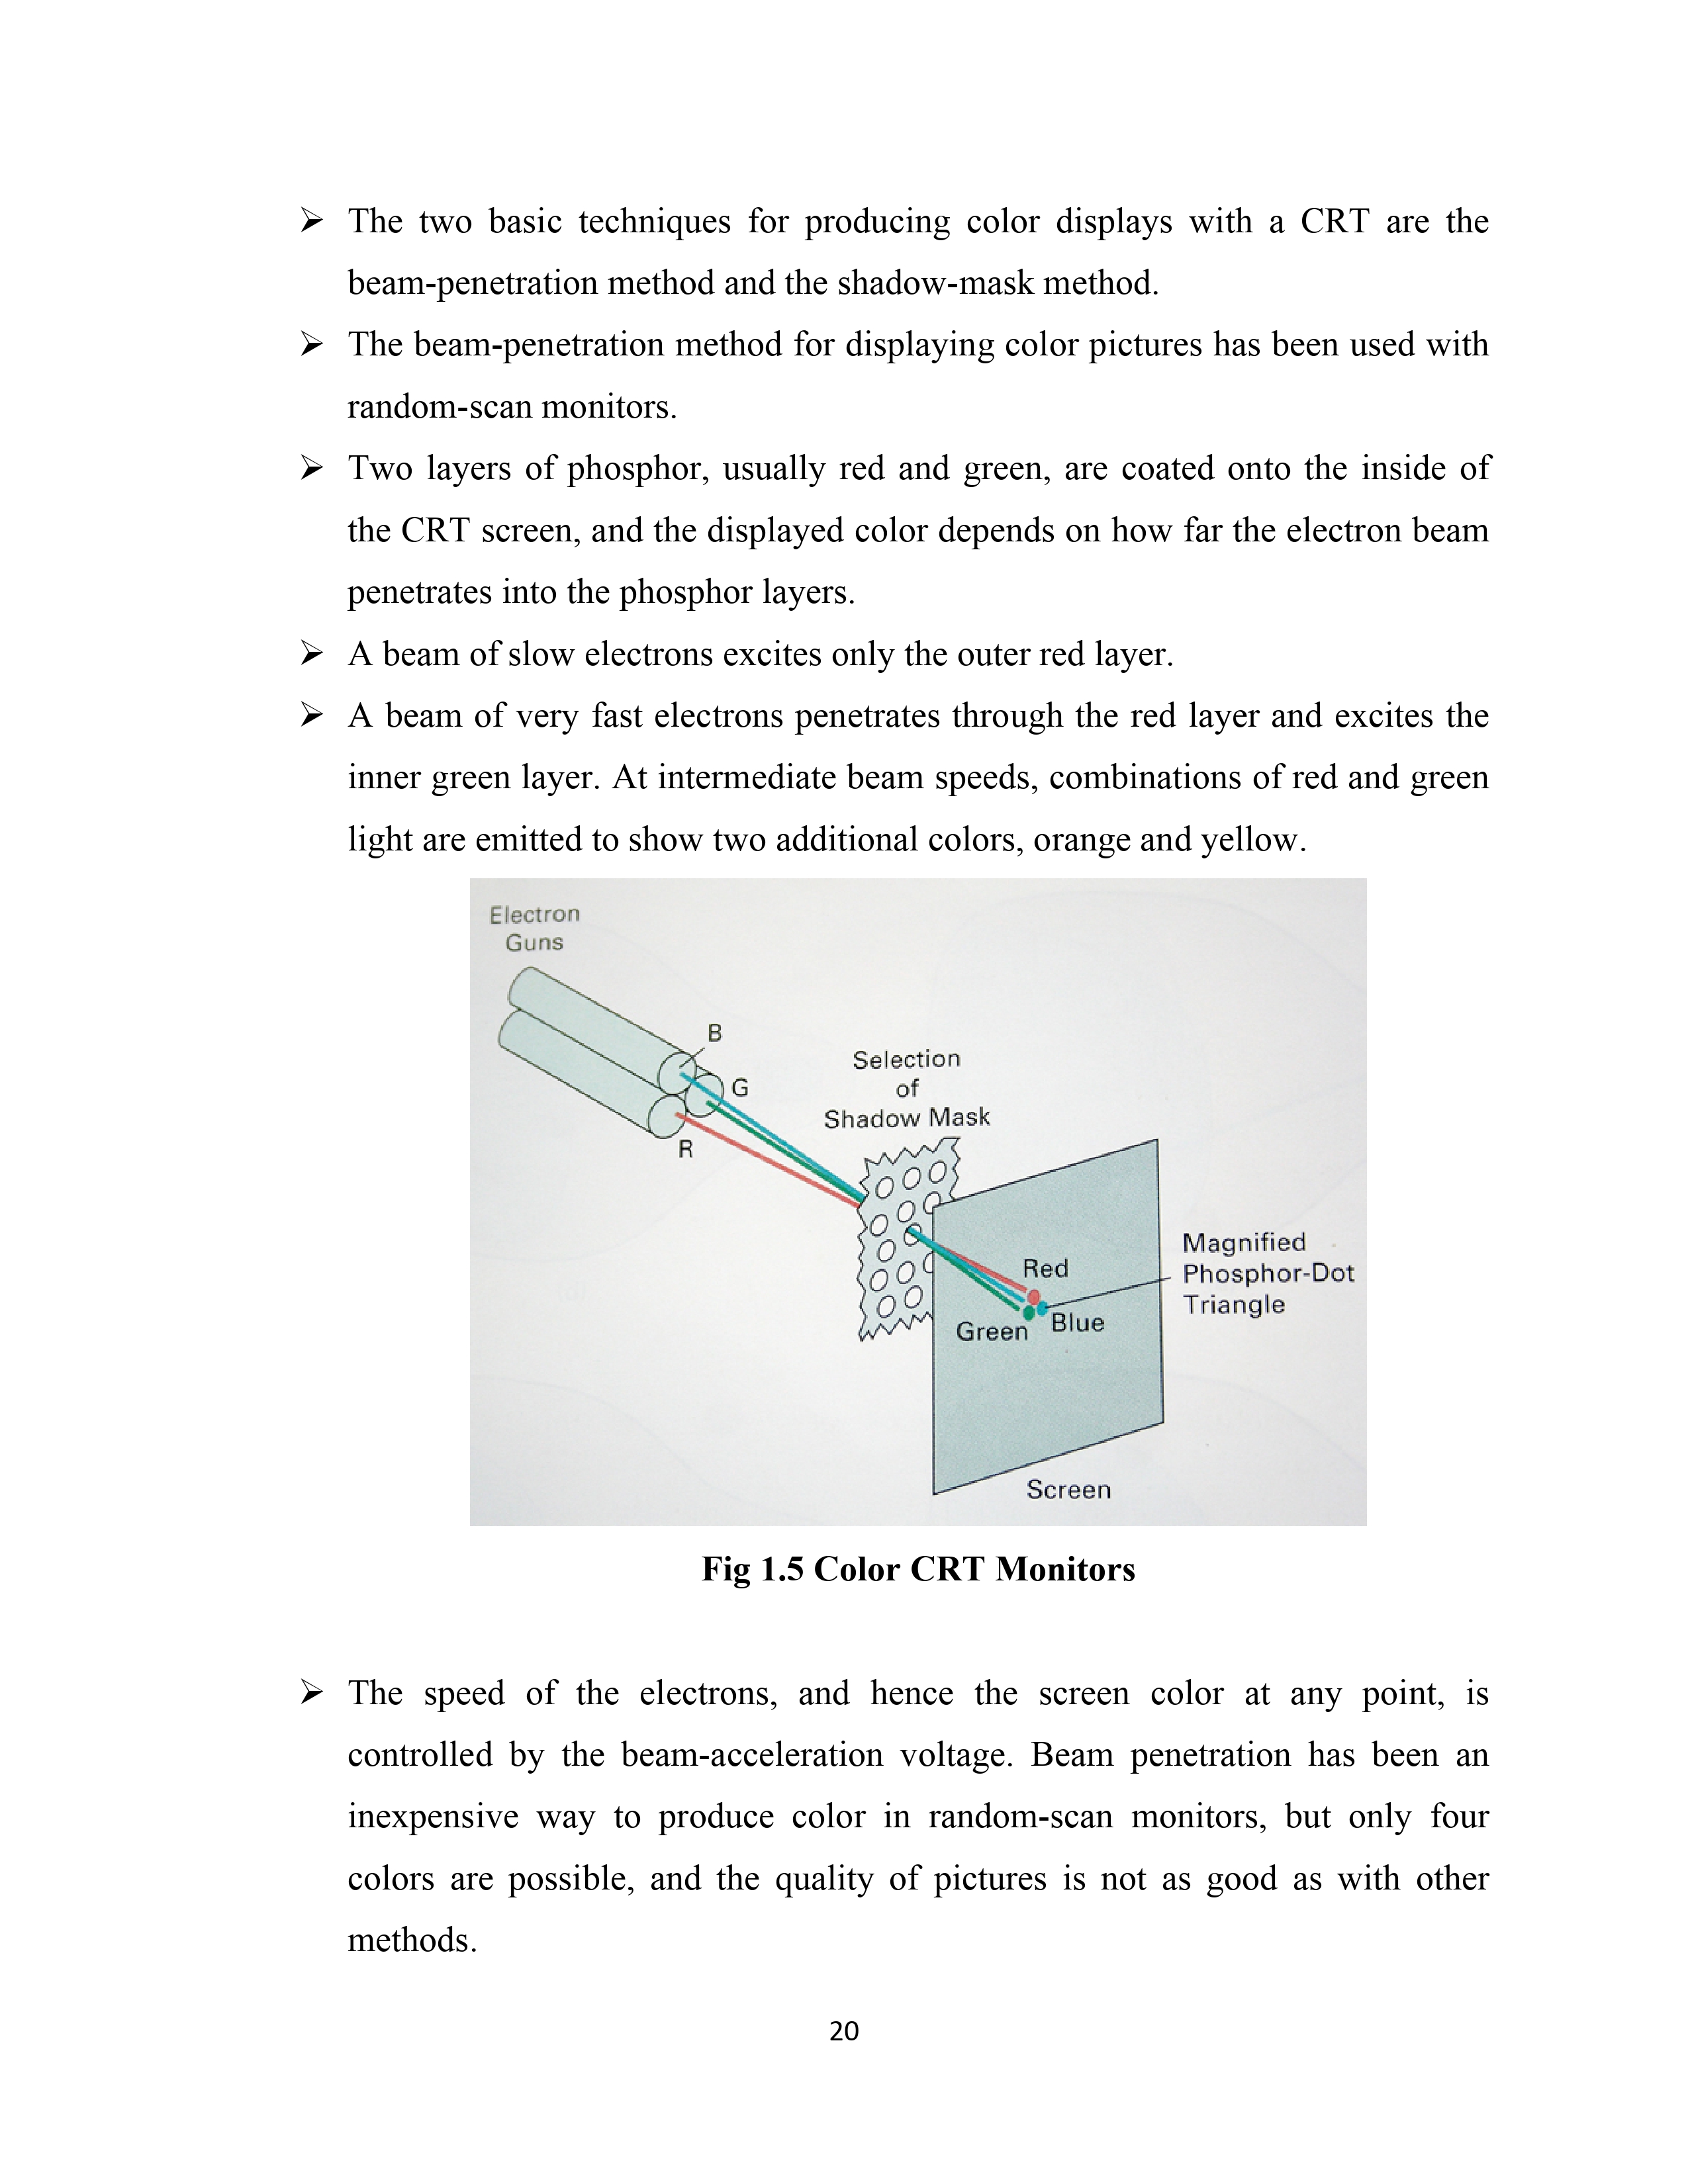 ➢ The two basic techniques for producing color displays with a CRT are the
beam-penetration method and the shadow-mask method.
➢ The beam-penetration method for displaying color pictures has been used with
random-scan monitors.
➢ Two layers of phosphor, usually red and green, are coated onto the inside of
the CRT screen, and the displayed color depends on how far the electron beam
penetrates into the phosphor layers.
➢ A beam of slow electrons excites only the outer red layer.
➢ A beam of very fast electrons penetrates through the red layer and excites the
inner green layer. At intermediate beam speeds, combinations of red and green
light are emitted to show two additional colors, orange and yellow.
Electron
Guns
B
G
R
Selection
of
Shadow Mask
Magnified
Phosphor-Dot
Triangle
Red
Blue
Green
Screen
Fig 1.5 Color CRT Monitors
➢ The speed of the electrons, and hence the screen color at any point, is
controlled by the beam-acceleration voltage. Beam penetration has been an
inexpensive way to produce color in random-scan monitors, but only four
colors are possible, and the quality of pictures is not as good as with other
methods.
20